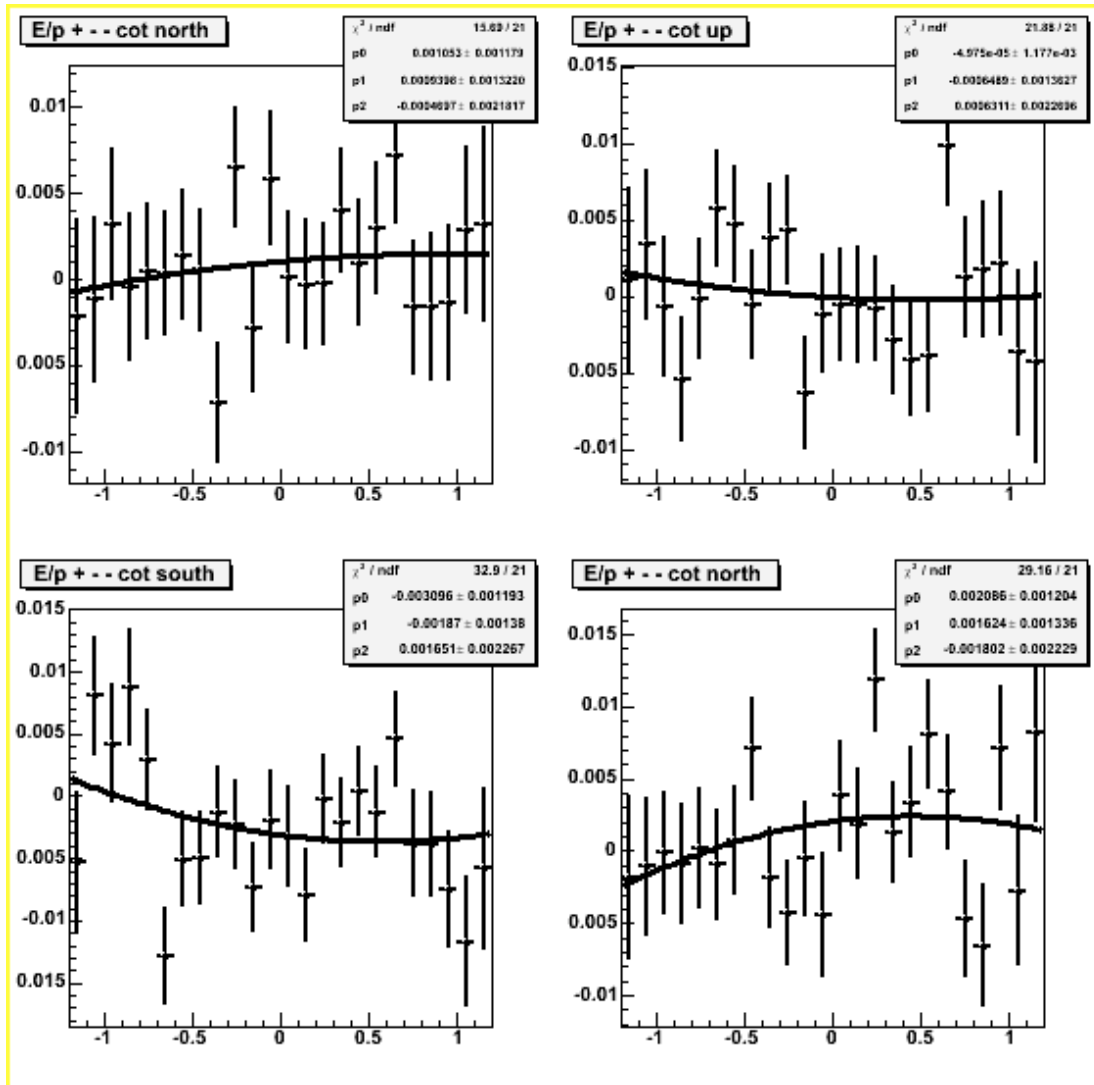 E/p + - - cot north
χ² / ndf 15.69 / 21
p0 0.001053 ± 0.001179
p1 0.0009398 ± 0.0013220
p2 -0.0004697 ± 0.0021817
0.01
0.005
0
0.005
-0.01
-1 -0.5 0 0.5 1
E/p + - - cot up
χ² / ndf 21.88 / 21
p0 -4.975e-05 ± 1.177e-03
p1 -0.0006489 ± 0.0013627
p2 0.0006311 ± 0.0022696
0.015
0.01
0.005
0
0.005
-0.01
-1 -0.5 0 0.5 1
E/p + - - cot south
χ² / ndf 32.9 / 21
p0 -0.003096 ± 0.001193
p1 -0.00187 ± 0.00138
p2 0.001651 ± 0.002267
0.015
0.01
0.005
0
0.005
-0.01
0.015
-1 -0.5 0 0.5 1
E/p + - - cot north
χ² / ndf 29.16 / 21
p0 0.002086 ± 0.001204
p1 0.001624 ± 0.001336
p2 -0.001802 ± 0.002229
0.015
0.01
0.005
0
0.005
-0.01
-1 -0.5 0 0.5 1